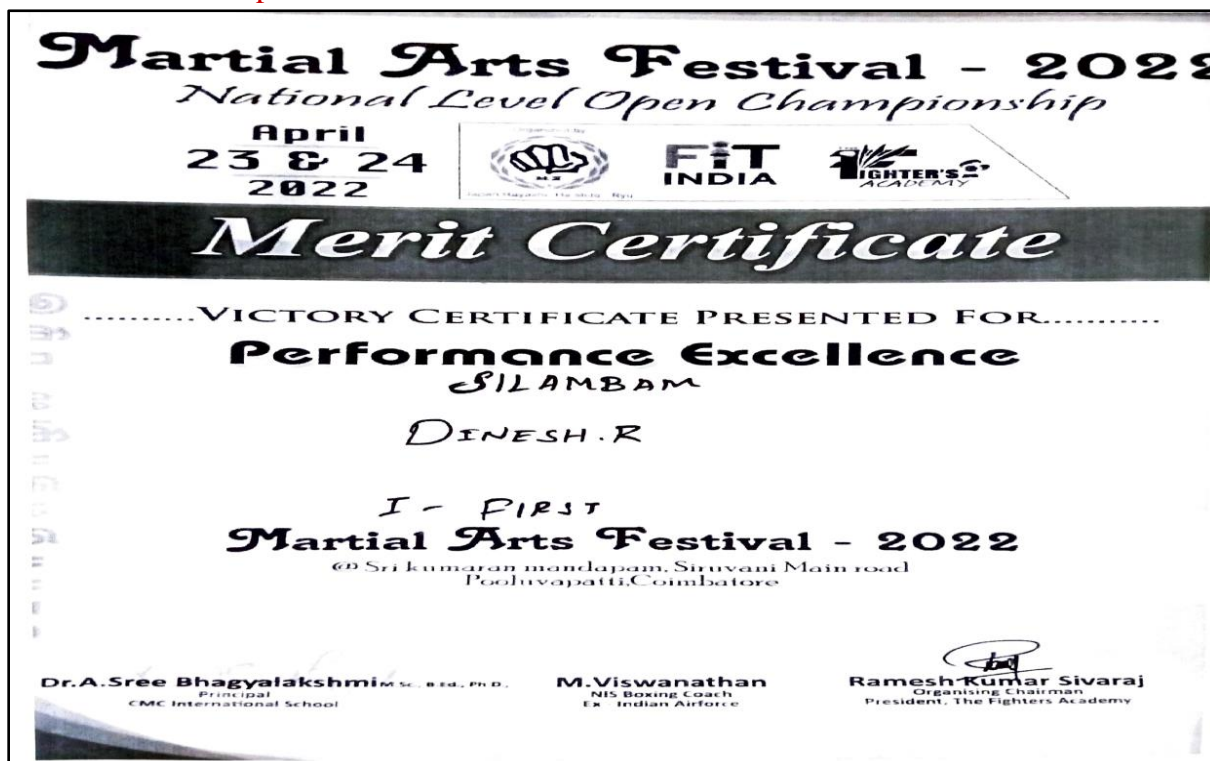 Martial Arts Festival - 2022
National Level Open Championship
April
23 & 24
2022
FiT
INDIA
FIGHTER'S
ACADEMY
Merit Certificate
..........VICTORY CERTIFICATE PRESENTED FOR..........
Performance Excellence
SILAMBAM
DINESH.R
I - FIRST
Martial Arts Festival - 2022
@ Sri kumaran mandapam, Siruvani Main road
Pooluvapatti,Coimbatore
Dr.A.Sree Bhagyalakshmi M Sc., B Ed., Ph D.,
Principal
CMC International School
M.Viswanathan
NIS Boxing Coach
Ex - Indian Airforce
Ramesh Kumar Sivaraj
Organising Chairman
President, The Fighters Academy